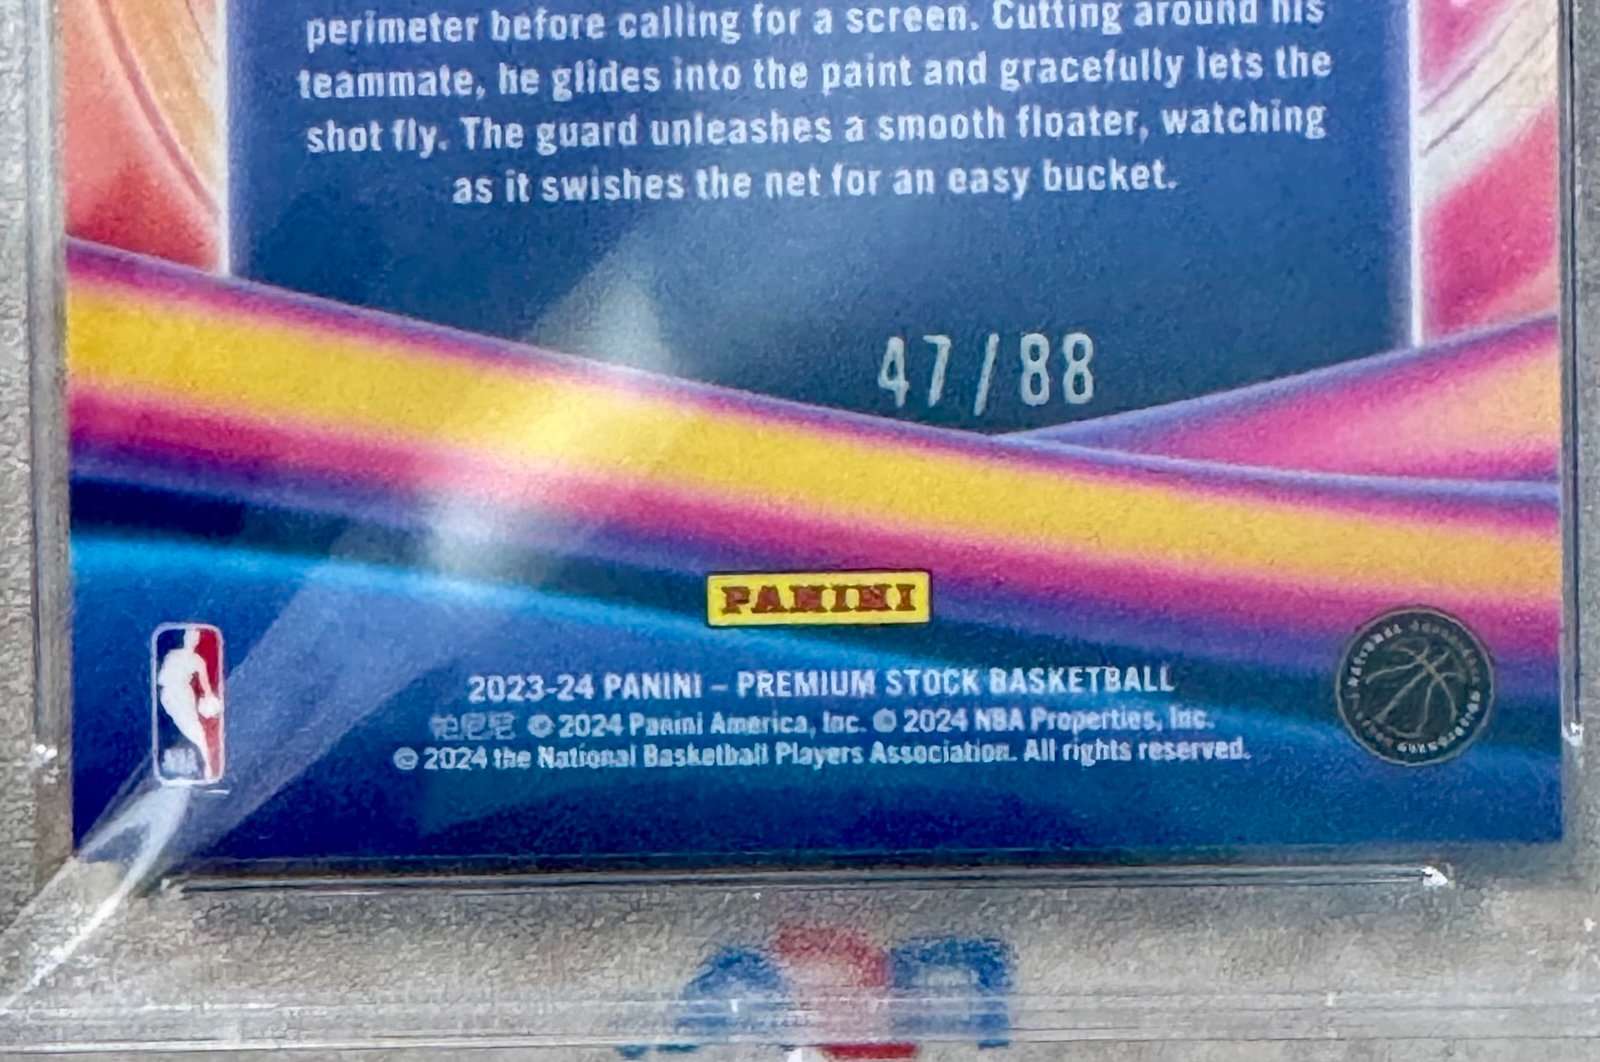 perimeter before calling for a screen. Cutting around his
teammate, he glides into the paint and gracefully lets the
shot fly. The guard unleashes a smooth floater, watching
as it swishes the net for an easy bucket.
47/88
PANINI
2023-24 PANINI – PREMIUM STOCK BASKETBALL
帕尼尼 © 2024 Panini America, Inc. © 2024 NBA Properties, Inc.
© 2024 the National Basketball Players Association. All rights reserved.
NBA